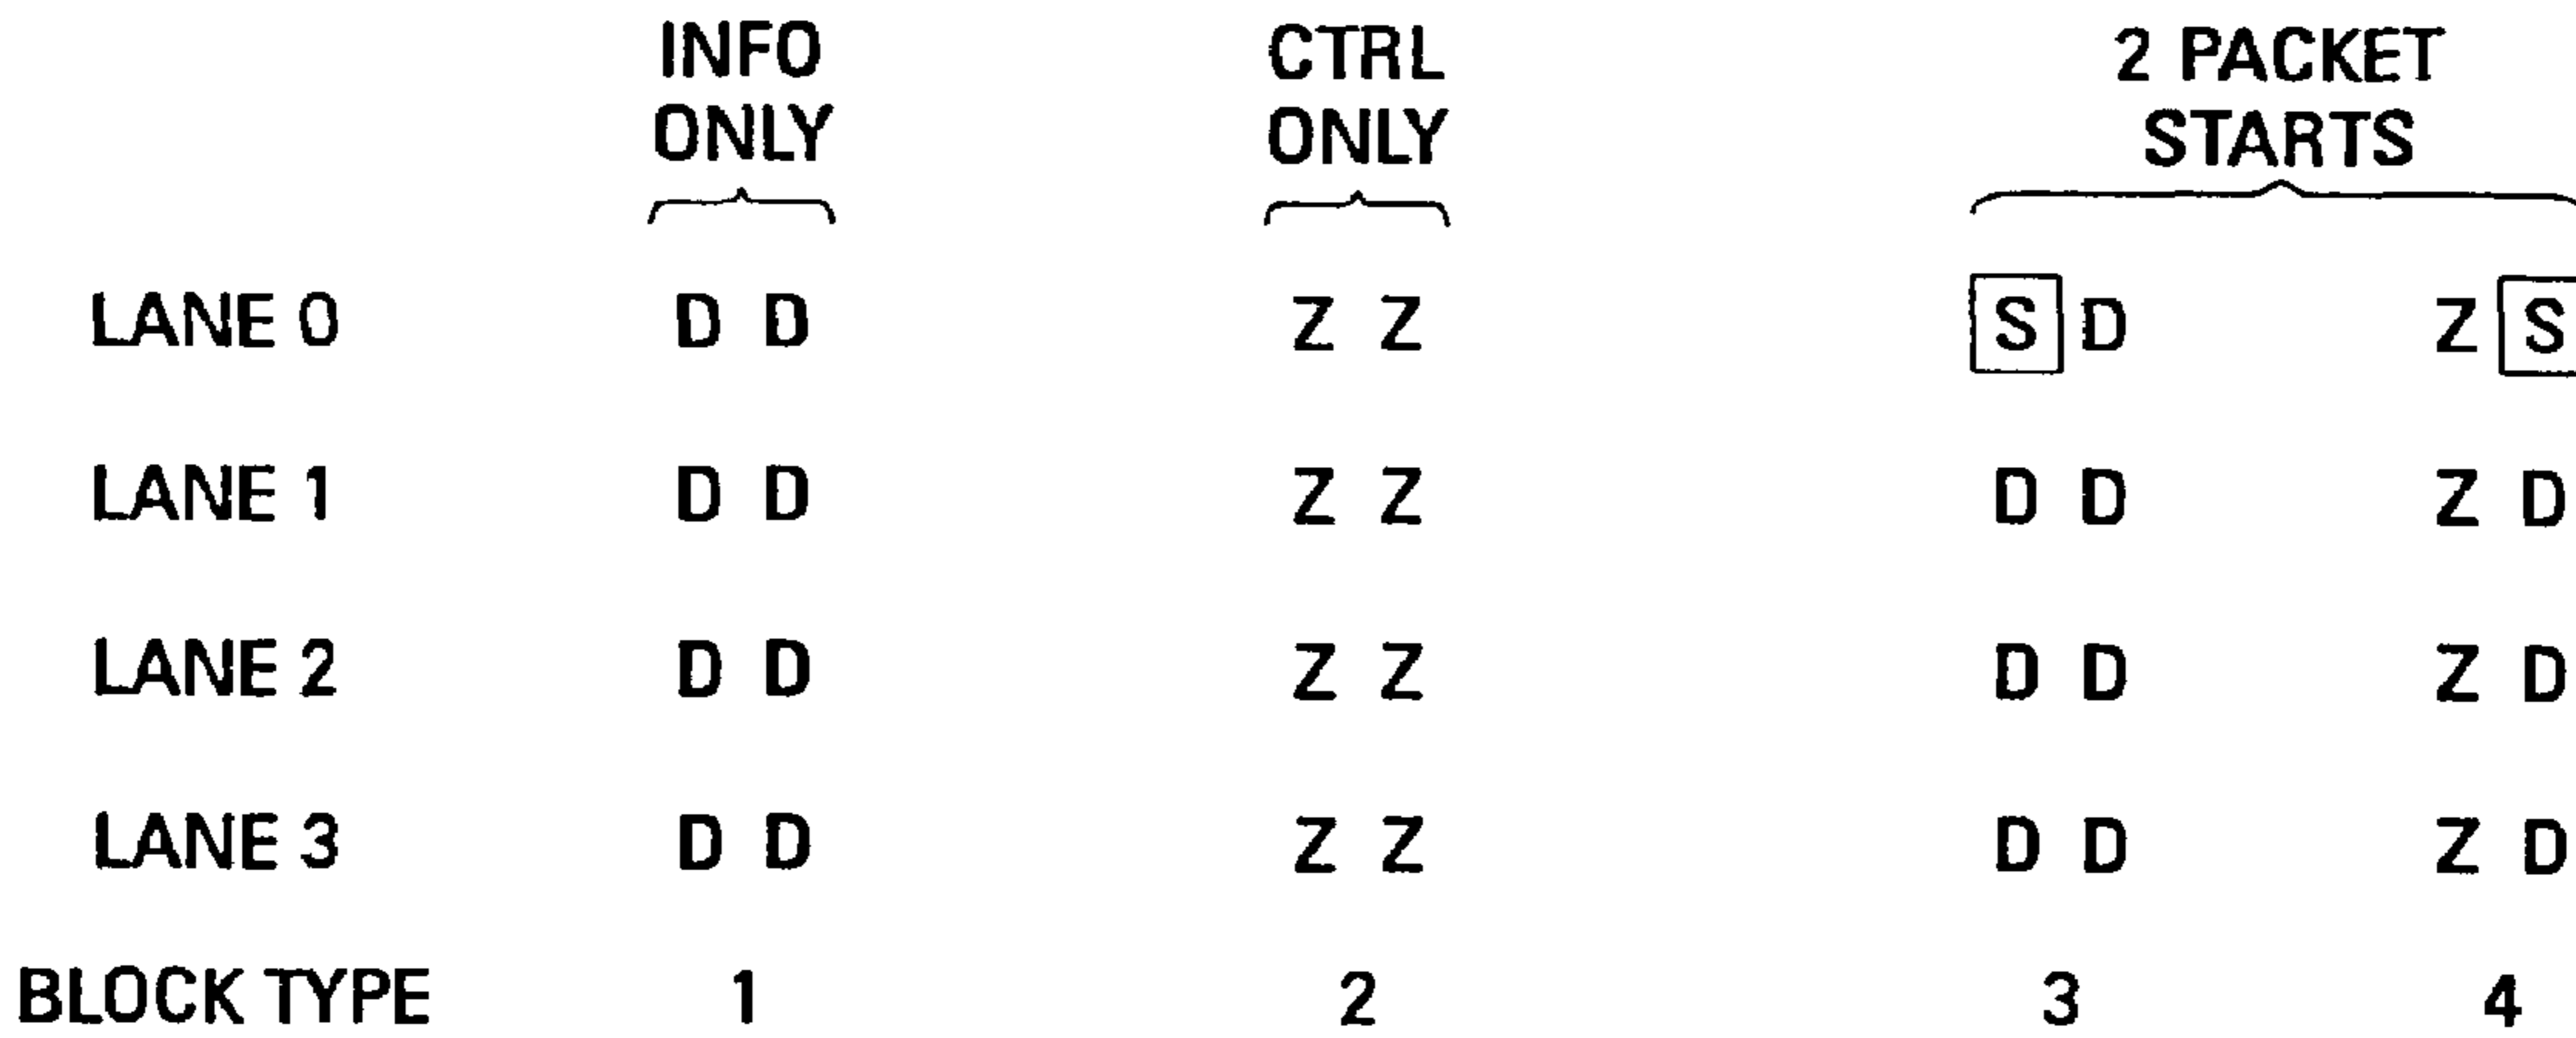 INFO ONLY CTRL ONLY 2 PACKET STARTS
LANE 0 D D Z Z S D Z S
LANE 1 D D Z Z D D Z D
LANE 2 D D Z Z D D Z D
LANE 3 D D Z Z D D Z D
BLOCK TYPE 1 2 3 4